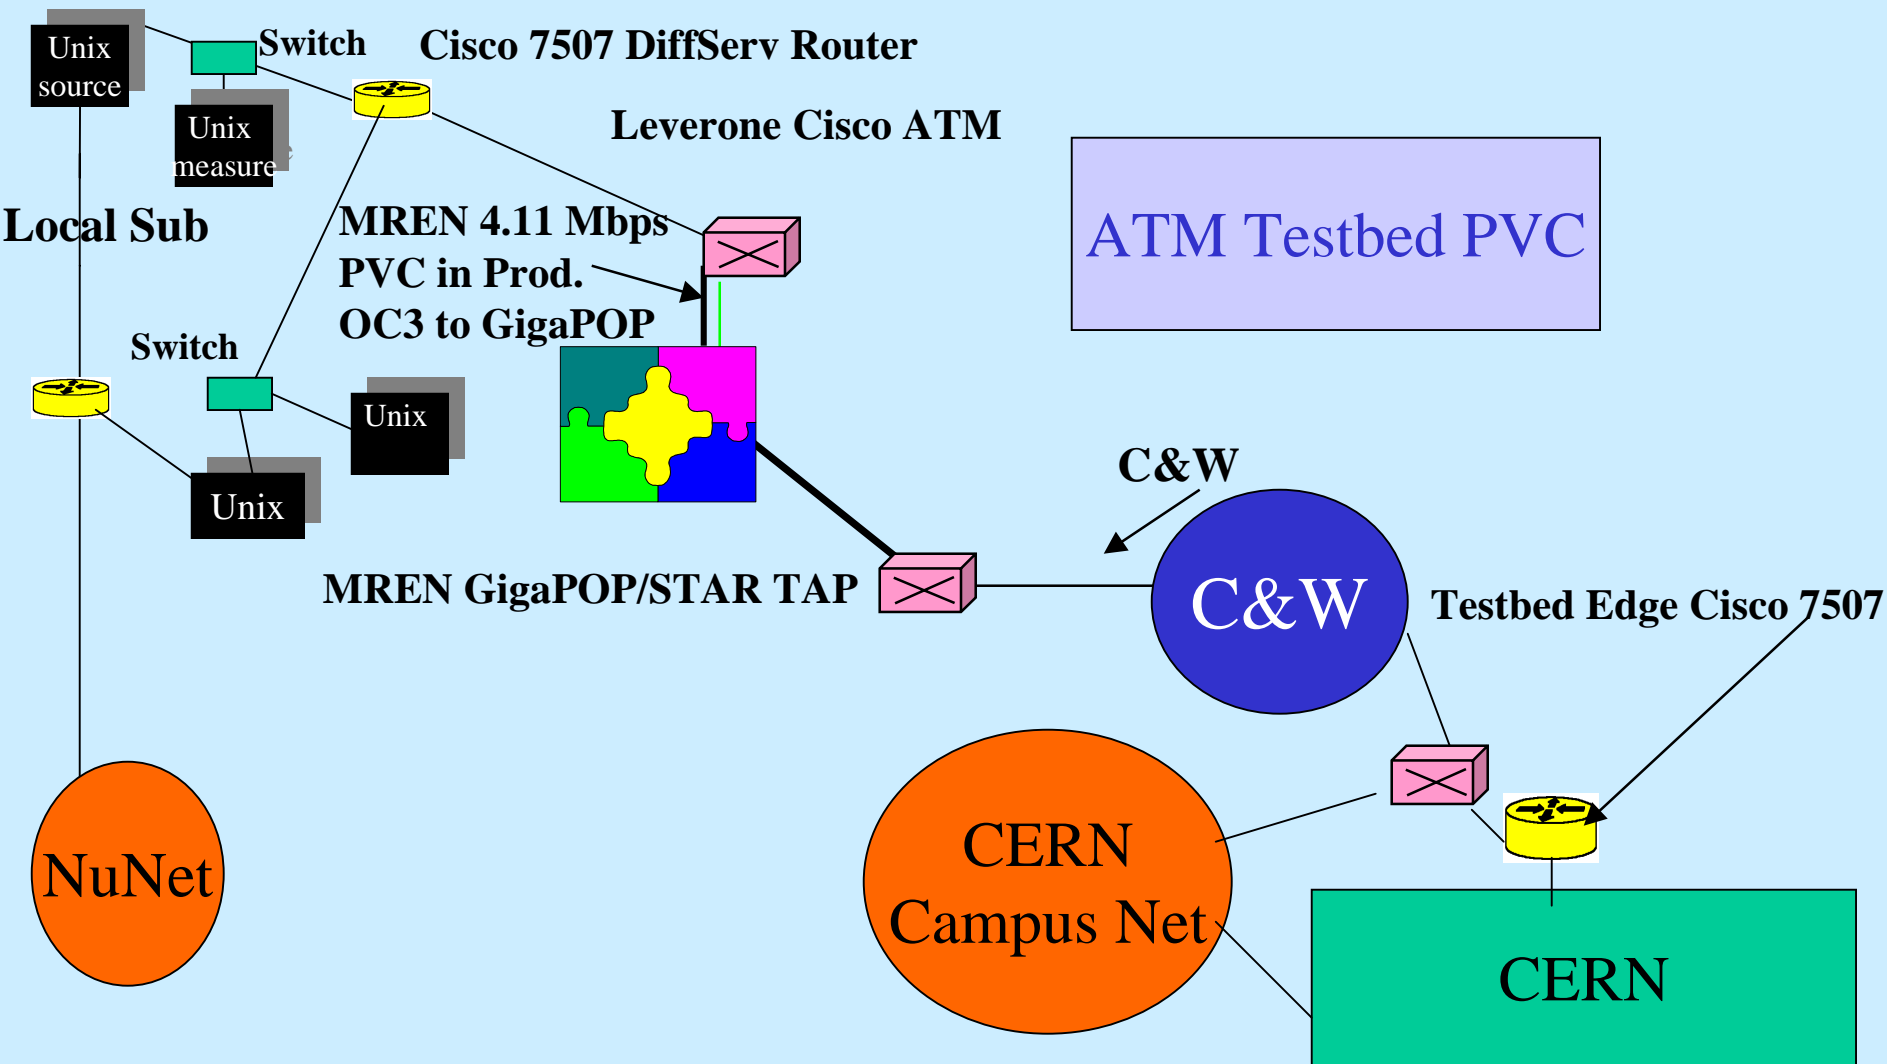 Unix
source
Switch
Cisco 7507 DiffServ Router
Unix
measure
Leverone Cisco ATM
ATM Testbed PVC
Local Sub
MREN 4.11 Mbps
PVC in Prod.
OC3 to GigaPOP
Switch
Unix
Unix
C&W
MREN GigaPOP/STAR TAP
C&W
Testbed Edge Cisco 7507
NuNet
CERN
Campus Net
CERN